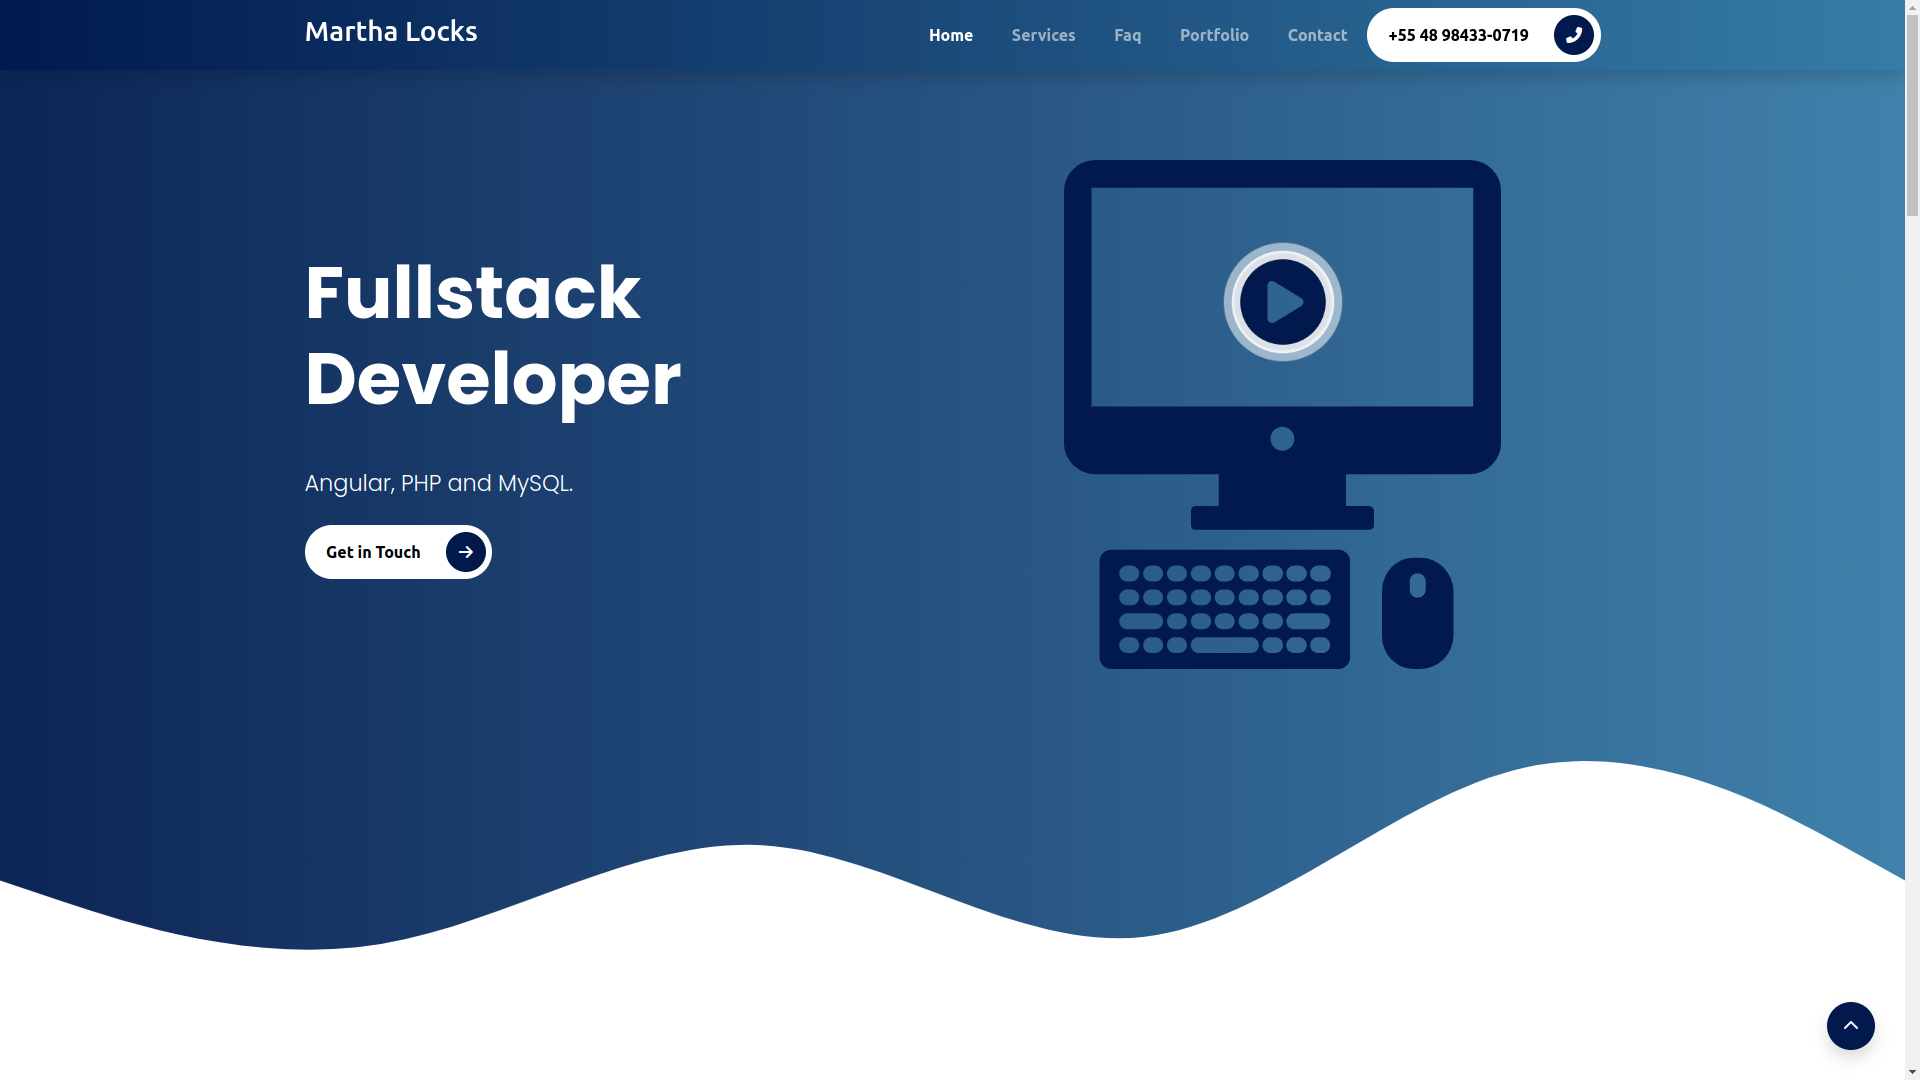 Martha Locks
Home
Services
Faq
Portfolio
Contact
+55 48 98433-0719
Fullstack
Developer
Angular, PHP and MySQL.
Get in Touch